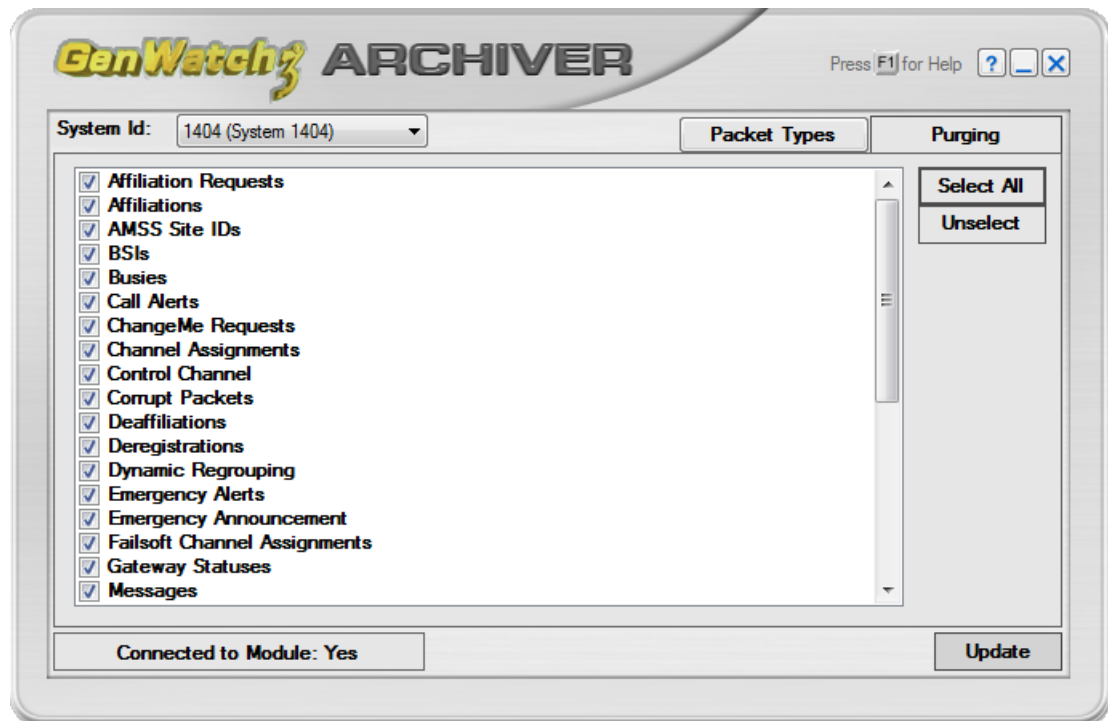 GenWatch3 ARCHIVER
Press F1 for Help ?
System Id: 1404 (System 1404) Packet Types Purging
Affiliation Requests
Affiliations
AMSS Site IDs
BSIs
Busies
Call Alerts
ChangeMe Requests
Channel Assignments
Control Channel
Corrupt Packets
Deaffiliations
Deregistrations
Dynamic Regrouping
Emergency Alerts
Emergency Announcement
Failsoft Channel Assignments
Gateway Statuses
Messages
Select All
Unselect
Connected to Module: Yes
Update